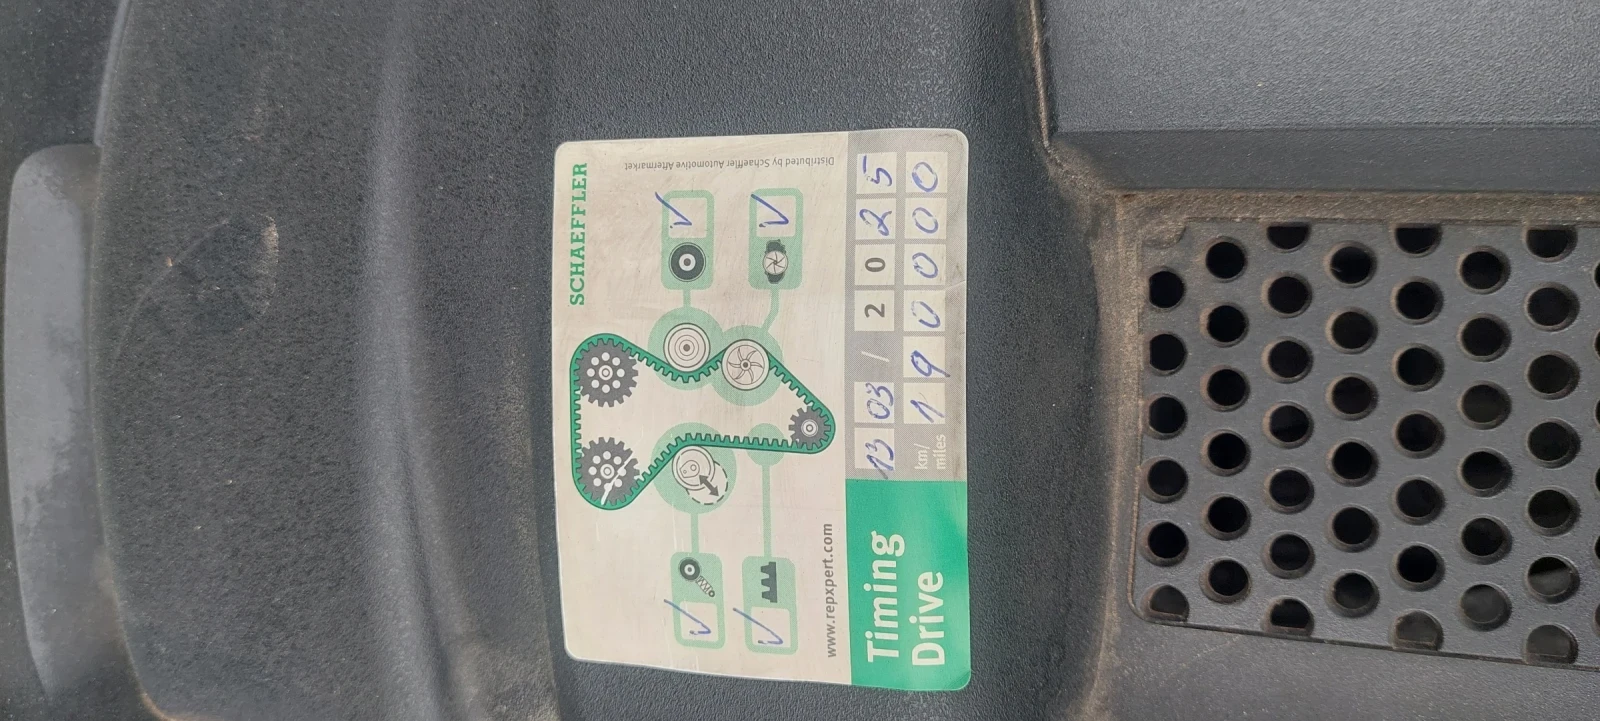 SCHAEFFLER
Distributed by Schaeffler Automotive Aftermarket
www.repxpert.com
Timing
Drive
13 03 / 2025
km/
miles
190000